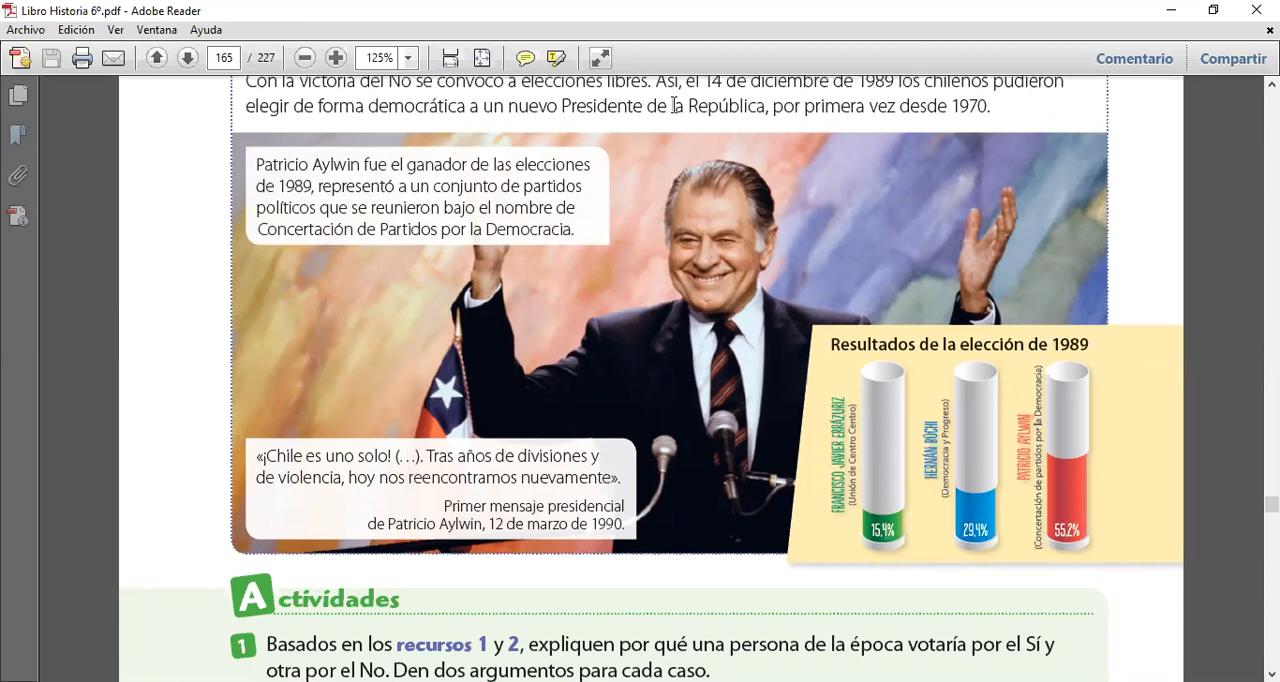 Libro Historia 6º.pdf - Adobe Reader
Archivo Edición Ver Ventana Ayuda
165 / 227 125% Comentario Compartir
Con la victoria del No se convocó a elecciones libres. Así, el 14 de diciembre de 1989 los chilenos pudieron
elegir de forma democrática a un nuevo Presidente de la República, por primera vez desde 1970.
Patricio Aylwin fue el ganador de las elecciones
de 1989, representó a un conjunto de partidos
políticos que se reunieron bajo el nombre de
Concertación de Partidos por la Democracia.
«¡Chile es uno solo! (…). Tras años de divisiones y
de violencia, hoy nos reencontramos nuevamente».
Primer mensaje presidencial
de Patricio Aylwin, 12 de marzo de 1990.
Resultados de la elección de 1989
FRANCISCO JAVIER ERRÁZURIZ
(Unión de Centro Centro)
15,4%
HERNÁN BÜCHI
(Democracia y Progreso)
29,4%
PATRICIO AYLWIN
(Concertación de partidos por la Democracia)
55,2%
Actividades
1 Basados en los recursos 1 y 2, expliquen por qué una persona de la época votaría por el Sí y
otra por el No. Den dos argumentos para cada caso.